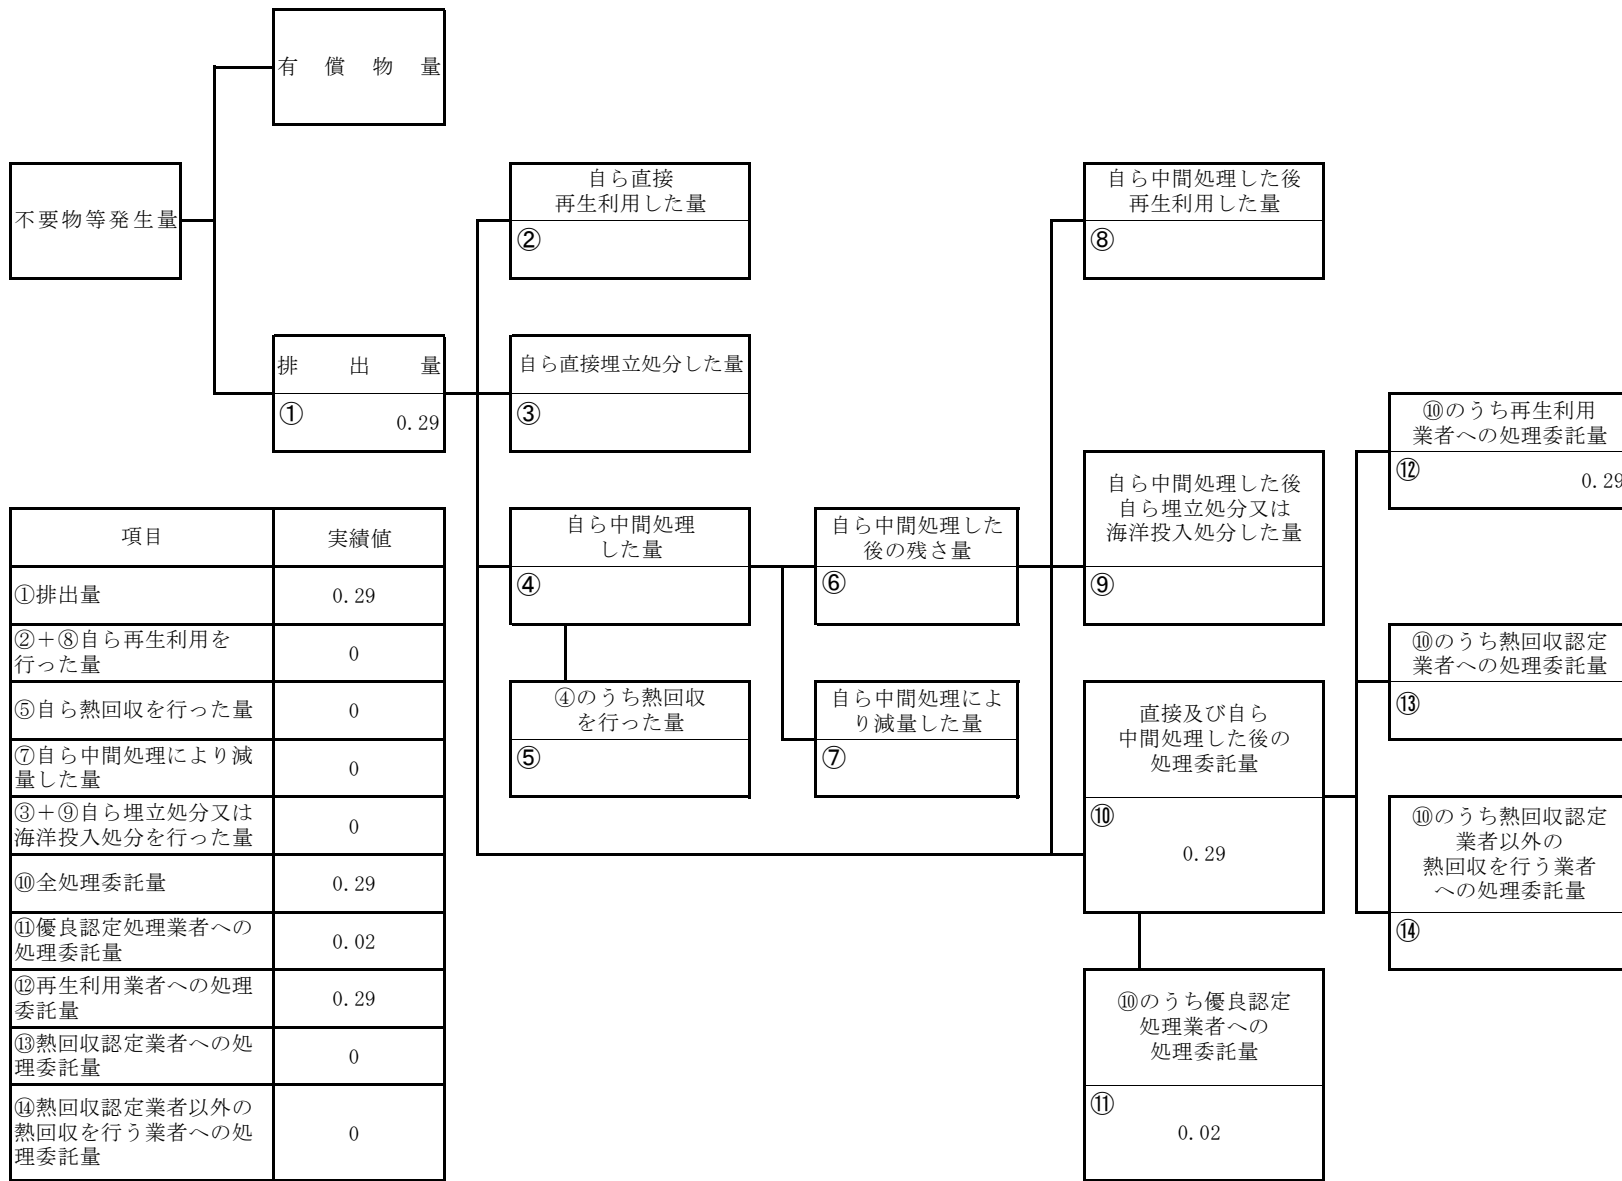 有償物量
不要物等発生量
排出量
①
0.29
自ら直接
再生利用した量
②
自ら直接埋立処分した量
③
自ら中間処理
した量
④
④のうち熱回収
を行った量
⑤
自ら中間処理した
後の残さ量
⑥
自ら中間処理によ
り減量した量
⑦
自ら中間処理した後
再生利用した量
⑧
自ら中間処理した後
自ら埋立処分又は
海洋投入処分した量
⑨
直接及び自ら
中間処理した後の
処理委託量
⑩
0.29
⑩のうち優良認定
処理業者への
処理委託量
⑪
0.02
⑩のうち再生利用
業者への処理委託量
⑫
0.29
⑩のうち熱回収認定
業者への処理委託量
⑬
⑩のうち熱回収認定
業者以外の
熱回収を行う業者
への処理委託量
⑭
項目 実績値
①排出量 0.29
②+⑧自ら再生利用を
行った量 0
⑤自ら熱回収を行った量 0
⑦自ら中間処理により減
量した量 0
③+⑨自ら埋立処分又は
海洋投入処分を行った量 0
⑩全処理委託量 0.29
⑪優良認定処理業者への
処理委託量 0.02
⑫再生利用業者への処理
委託量 0.29
⑬熱回収認定業者への処
理委託量 0
⑭熱回収認定業者以外の
熱回収を行う業者への処
理委託量 0